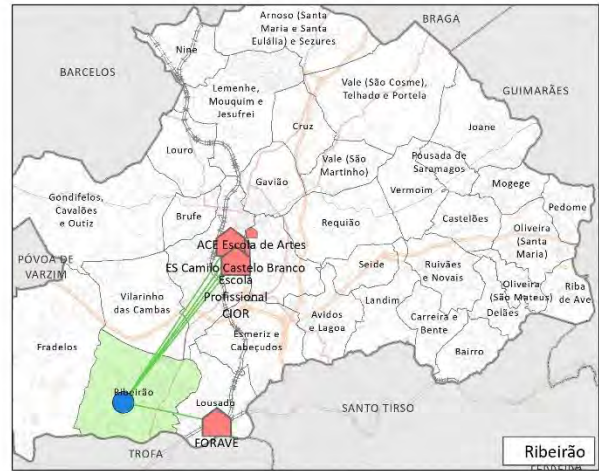 BRAGA
Arnoso (Santa
Maria e Santa
Eulália) e Sezures
Nine
BARCELOS
GUIMARÃES
Lemenhe,
Mouquim e
Jesufrei
Vale (São Cosme),
Telhado e Portela
Cruz
Joane
Louro
Vale (São
Martinho)
Pousada de
Saramagos
Gavião
Vermoim
Mogege
Gondifelos,
Cavalões
e Outiz
Brufe
Requião
Castelões
Pedome
Oliveira
(Santa
Maria)
ACE Escola de Artes
PÓVOA DE
VARZIM
ES Camilo Castelo Branco
Escola
Profissional
CIOR
Seide
Ruivães
e Novais
Riba
de Ave
Oliveira
(São Mateus)
Vilarinho
das Cambas
Landim
Delães
Avidos
e Lagoa
Carreira e
Bente
Esmeriz e
Cabeçudos
Fradelos
Bairro
Ribeirão
Lousado
SANTO TIRSO
FORAVE
TROFA
Ribeirão
FERREIRA